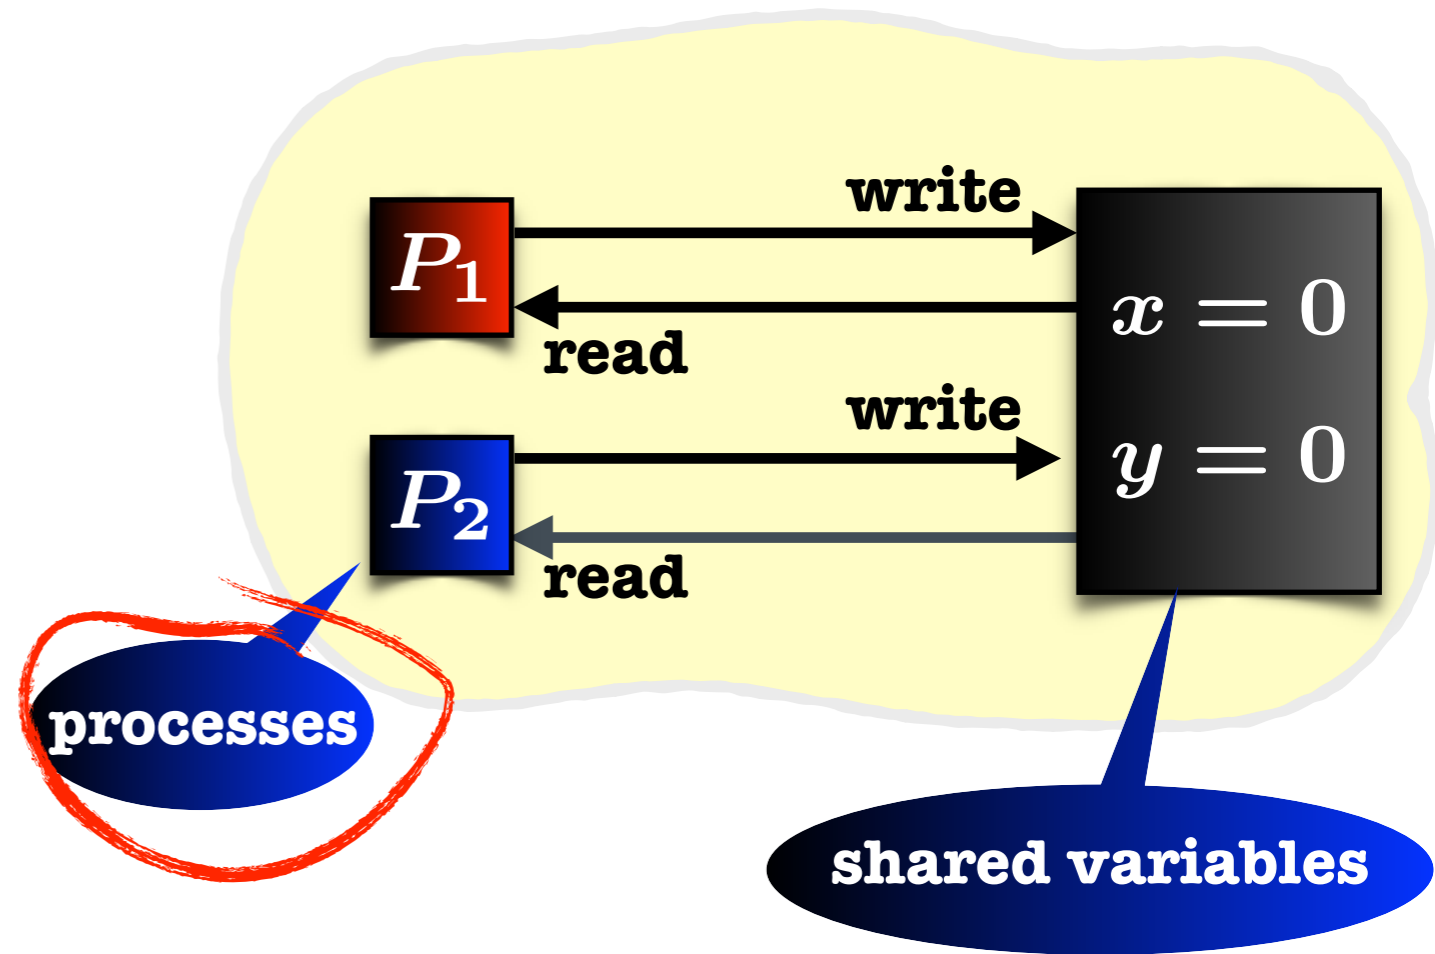 write
P₁
read
x = 0
write
y = 0
P₂
read
processes
shared variables